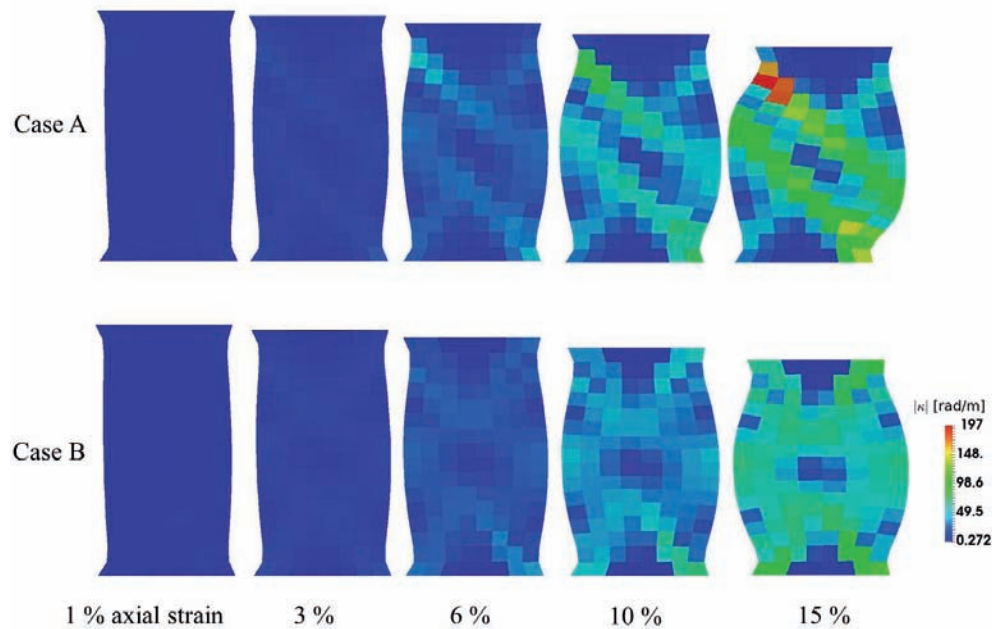 Case A
Case B
|κ| [rad/m]
197
148.
98.6
49.5
0.272
1 % axial strain 3 % 6 % 10 % 15 %